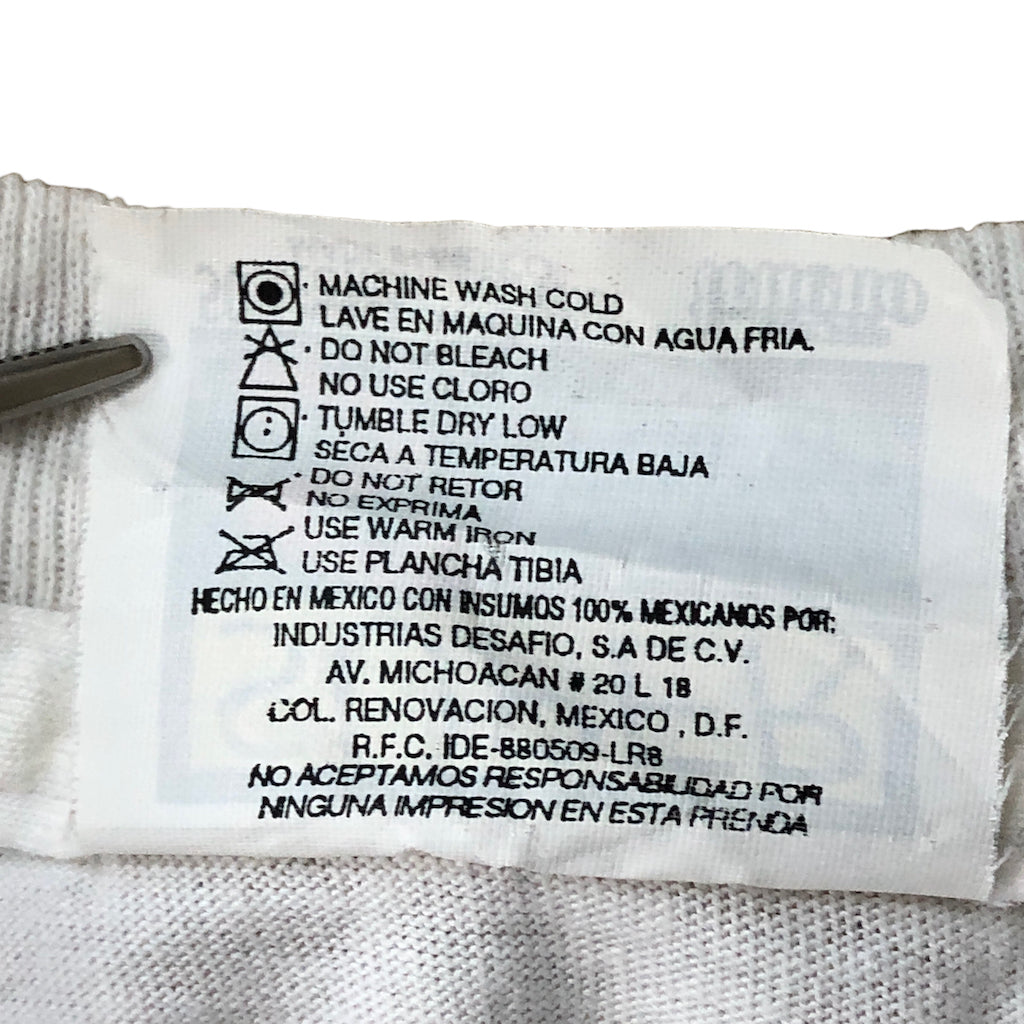 · MACHINE WASH COLD
LAVE EN MAQUINA CON AGUA FRIA.
· DO NOT BLEACH
NO USE CLORO
· TUMBLE DRY LOW
SECA A TEMPERATURA BAJA
· DO NOT RETOR
NO EXPRIMA
USE WARM IRON
USE PLANCHA TIBIA
HECHO EN MEXICO CON INSUMOS 100% MEXICANOS POR:
INDUSTRIAS DESAFIO, S.A DE C.V.
AV. MICHOACAN # 20 L 18
COL. RENOVACION, MEXICO , D.F.
R.F.C. IDE-880509-LR8
NO ACEPTAMOS RESPONSABILIDAD POR
NINGUNA IMPRESION EN ESTA PRENDA